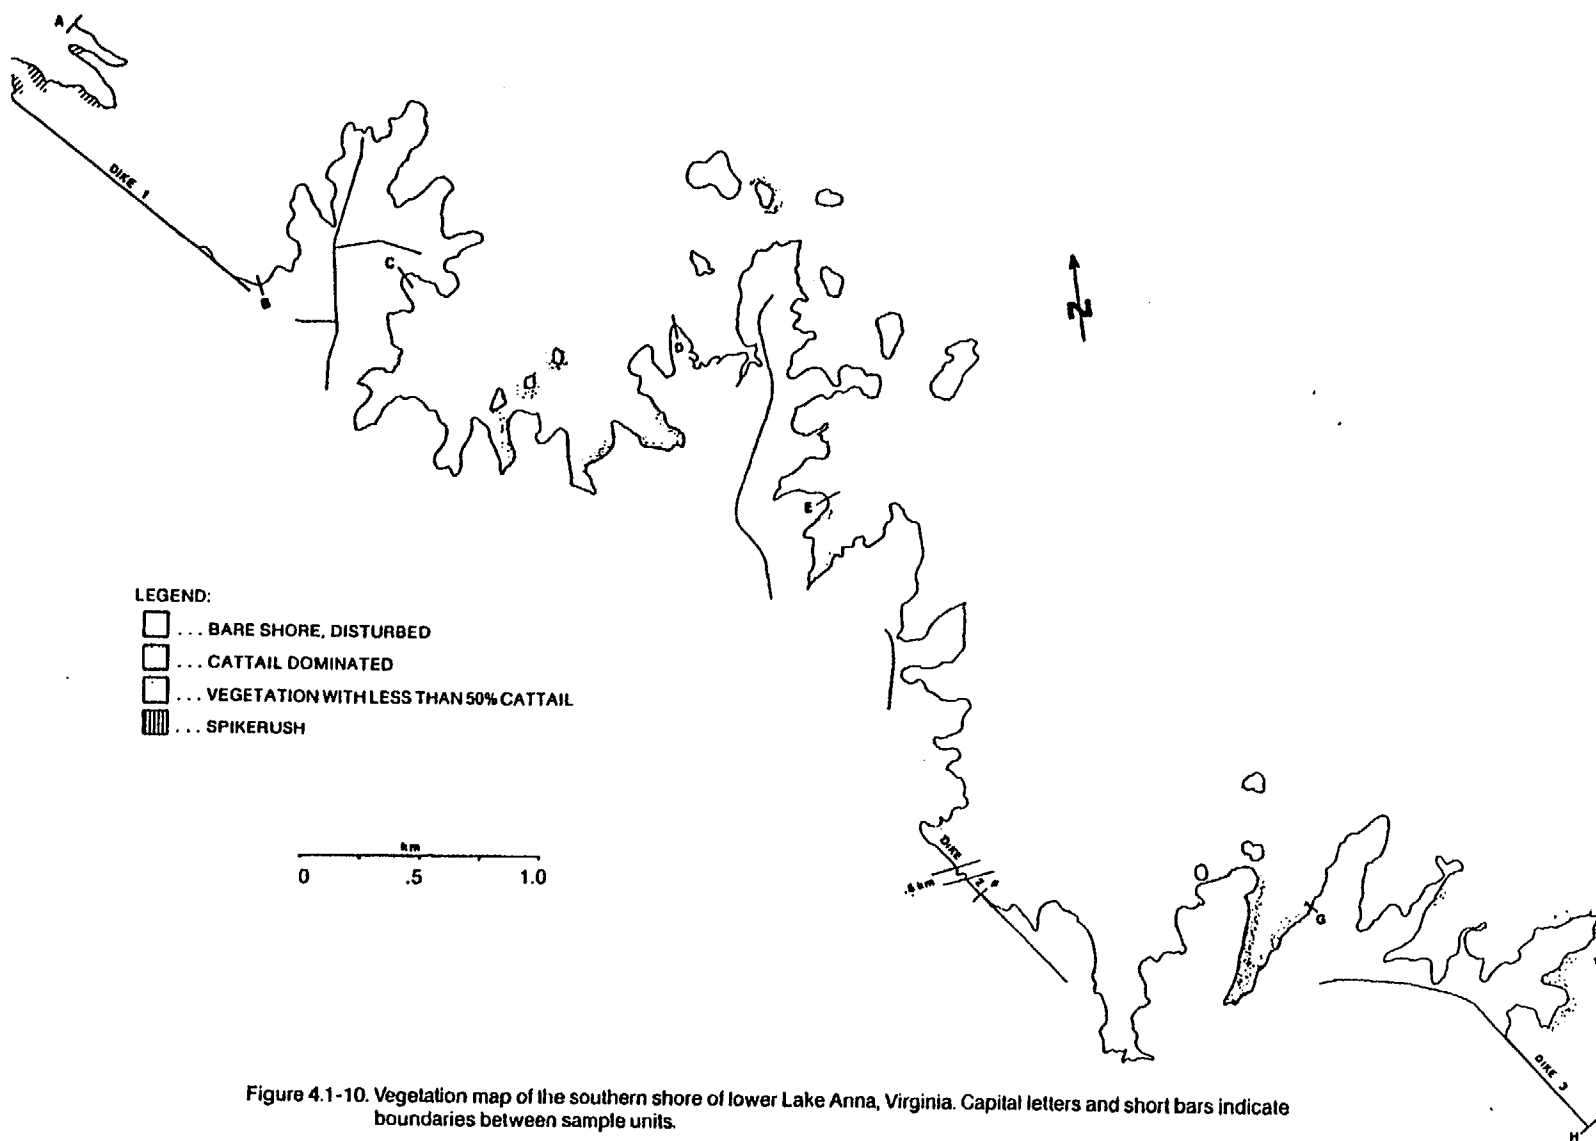 A
DIKE 1
B
C
D
N
E
LEGEND:
... BARE SHORE, DISTURBED
... CATTAIL DOMINATED
... VEGETATION WITH LESS THAN 50% CATTAIL
... SPIKERUSH
km
0 .5 1.0
DIKE
2
km
G
DIKE 3
H
Figure 4.1-10. Vegetation map of the southern shore of lower Lake Anna, Virginia. Capital letters and short bars indicate
boundaries between sample units.